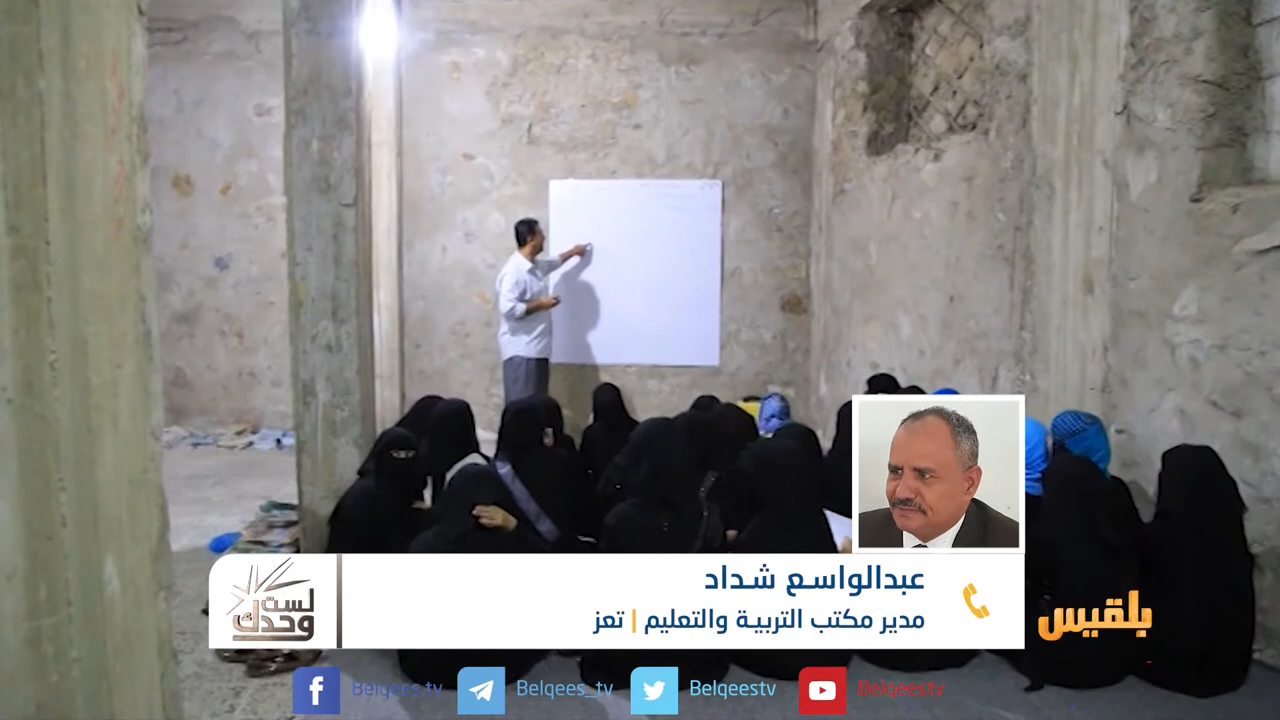 عبدالواسع شداد
مدير مكتب التربية والتعليم | تعز
لست
وحدك
بلقيس
Belqees.tv
Belqees_tv
Belqeestv
Belqeestv